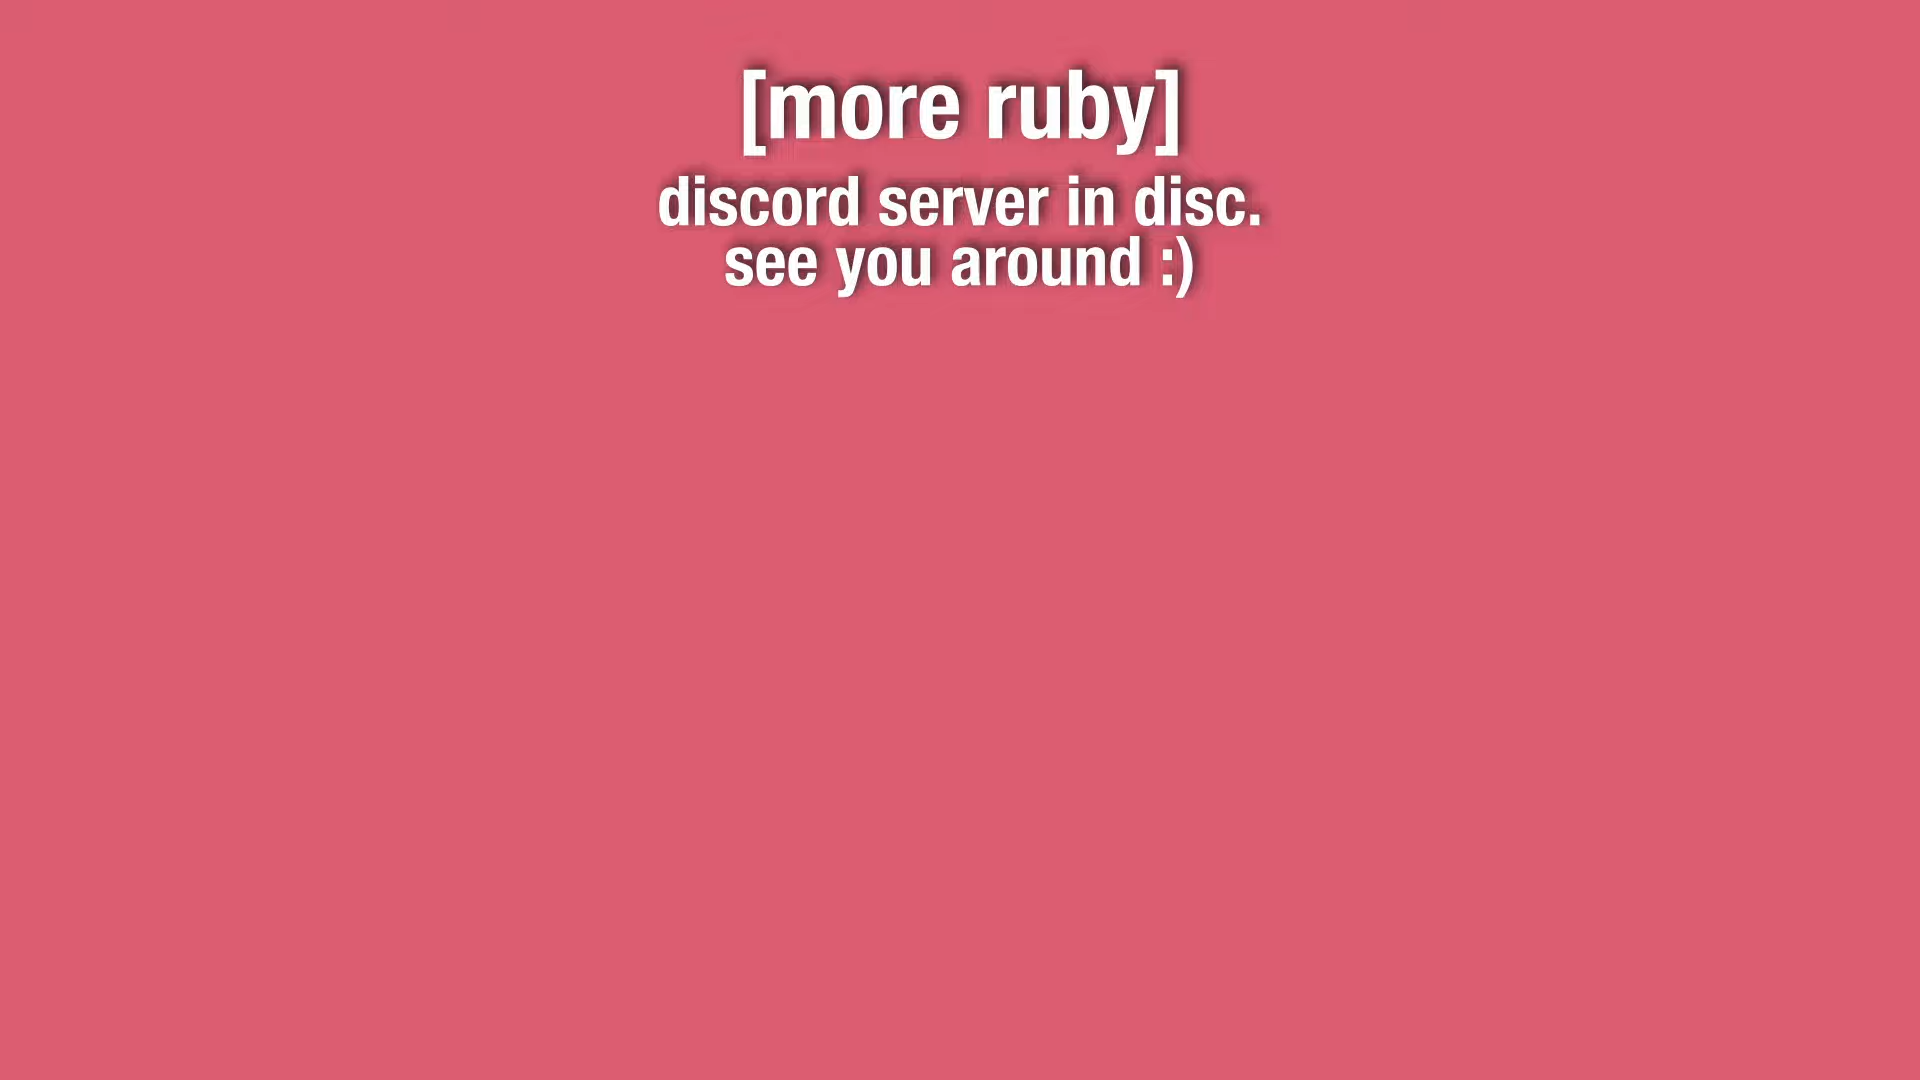 [more ruby]
discord server in disc.
see you around :)